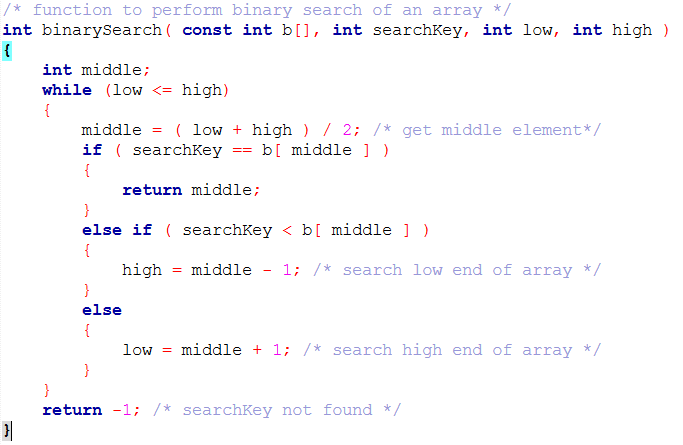 /* function to perform binary search of an array */
int binarySearch( const int b[], int searchKey, int low, int high )
{
    int middle;
    while (low <= high)
    {
        middle = ( low + high ) / 2; /* get middle element*/
        if ( searchKey == b[ middle ] )
        {
            return middle;
        }
        else if ( searchKey < b[ middle ] )
        {
            high = middle - 1; /* search low end of array */
        }
        else
        {
            low = middle + 1; /* search high end of array */
        }
    }
    return -1; /* searchKey not found */
}